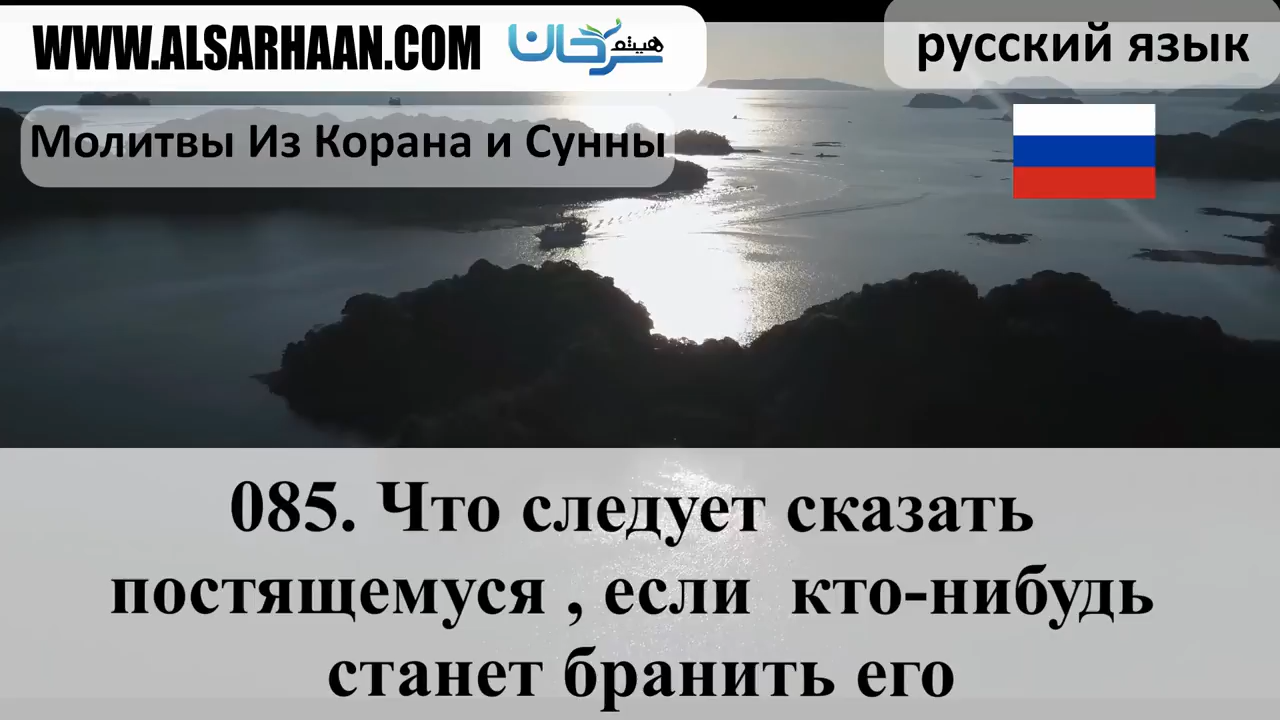 WWW.ALSARHAAN.COM
هيثم سرحان
русский язык
Молитвы Из Корана и Сунны
085. Что следует сказать
постящемуся , если кто-нибудь
станет бранить его